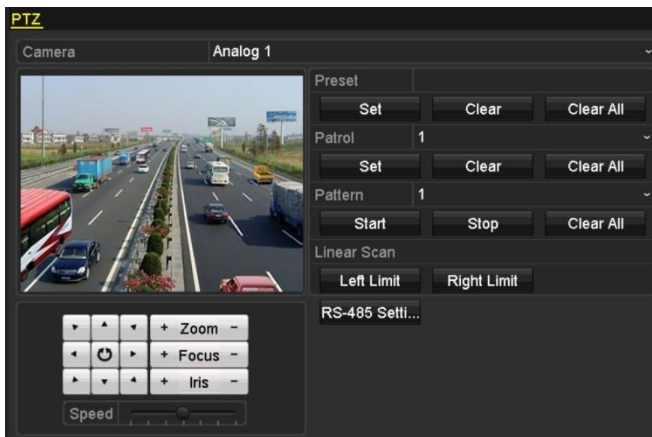 PTZ
Camera Analog 1
Preset
Set Clear Clear All
Patrol 1
Set Clear Clear All
Pattern 1
Start Stop Clear All
Linear Scan
Left Limit Right Limit
RS-485 Setti...
+ Zoom -
+ Focus -
+ Iris -
Speed